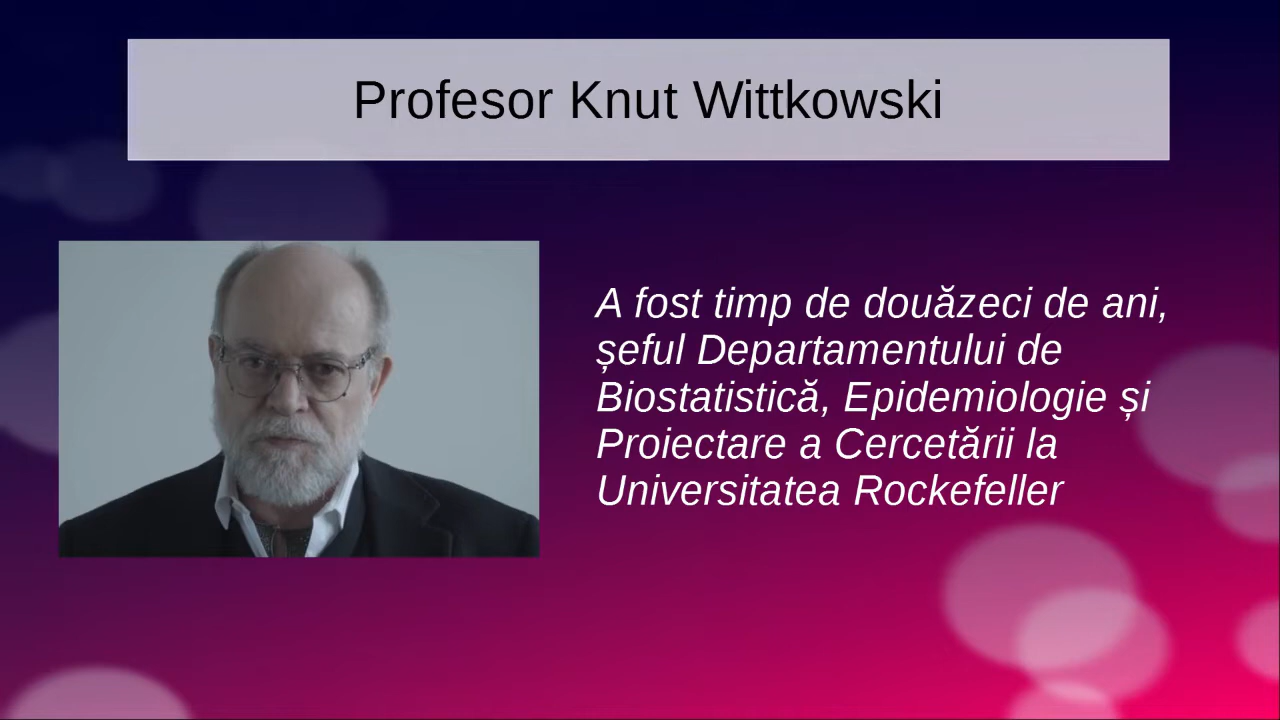 Profesor Knut Wittkowski
A fost timp de douăzeci de ani,
șeful Departamentului de
Biostatistică, Epidemiologie și
Proiectare a Cercetării la
Universitatea Rockefeller